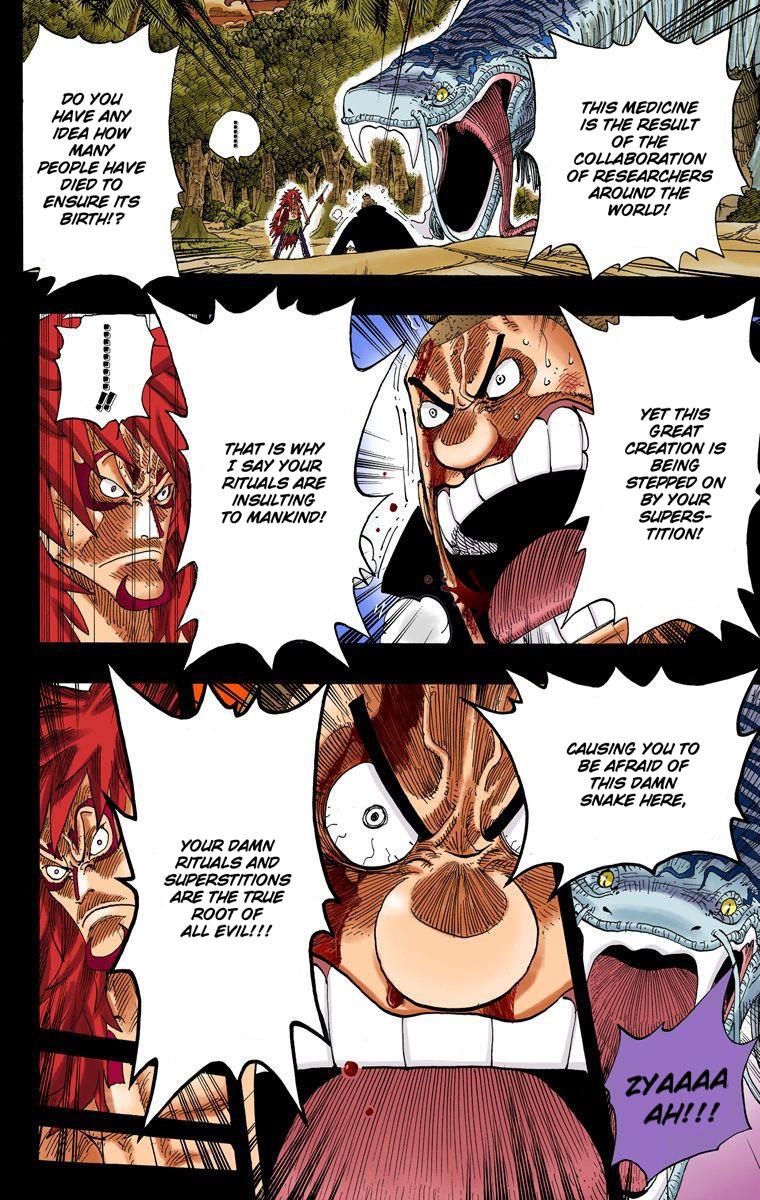 THIS MEDICINE
IS THE RESULT
OF THE
COLLABORATION
OF RESEARCHERS
AROUND THE
WORLD!
DO YOU
HAVE ANY
IDEA HOW
MANY
PEOPLE HAVE
DIED TO
ENSURE ITS
BIRTH!?
......
YET THIS
GREAT
CREATION IS
BEING
STEPPED ON
BY YOUR
SUPERS-
TITION!
THAT IS WHY
I SAY YOUR
RITUALS ARE
INSULTING
TO MANKIND!
.........!!
CAUSING YOU TO
BE AFRAID OF
THIS DAMN
SNAKE HERE,
YOUR DAMN
RITUALS AND
SUPERSTITIONS
ARE THE TRUE
ROOT OF
ALL EVIL!!!
ZYAAAA
AH!!!